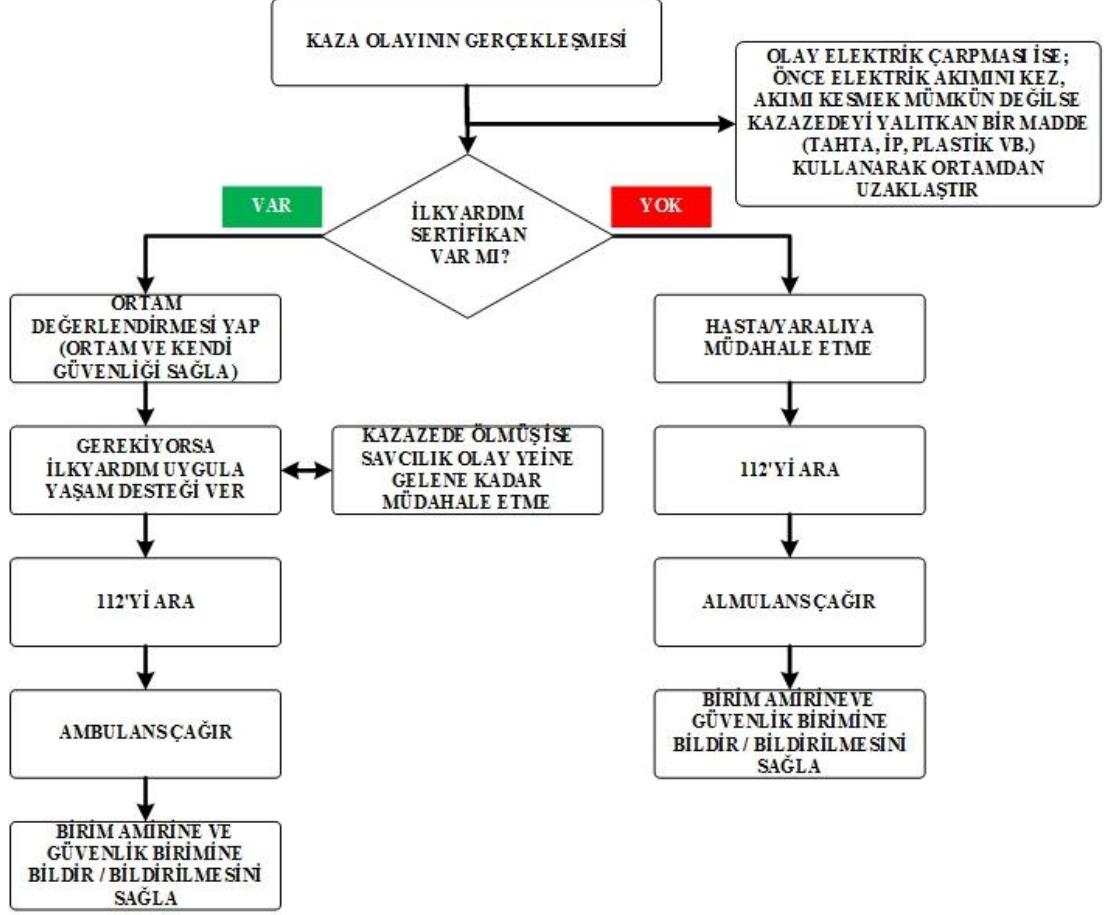 KAZA OLAYININ GERÇEKLEŞMESİ
OLAY ELEKTRİK ÇARPMASI İSE;
ÖNCE ELEKTRİK AKIMINI KEZ,
AKIMI KESMEK MÜMKÜN DEĞİLSE
KAZAZEDEYİ YALITKAN BİR MADDE
(TAHTA, İP, PLASTİK VB.)
KULLANARAK ORTAMDAN
UZAKLAŞTIR
VAR
YOK
İLKYARDIM
SERTİFİKAN
VAR MI?
ORTAM
DEĞERLENDİRMESİ YAP
(ORTAM VE KENDİ
GÜVENLİĞİ SAĞLA)
GEREKİYORSA
İLKYARDIM UYGULA
YAŞAM DESTEĞİ VER
KAZAZEDE ÖLMÜŞ İSE
SAVCILIK OLAY YEİNE
GELENE KADAR
MÜDAHALE ETME
112'Yİ ARA
AMBULANS ÇAĞIR
BİRİM AMİRİNE VE
GÜVENLİK BİRİMİNE
BİLDİR / BİLDİRİLMESİNİ
SAĞLA
HASTA/YARALIYA
MÜDAHALE ETME
112'Yİ ARA
ALMULANS ÇAĞIR
BİRİM AMİRİNEVE
GÜVENLİK BİRİMİNE
BİLDİR / BİLDİRİLMESİNİ
SAĞLA